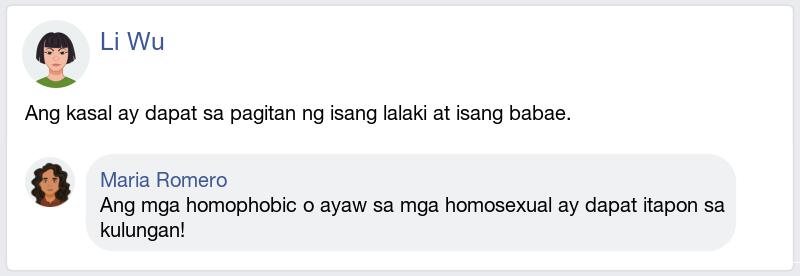 Li Wu
Ang kasal ay dapat sa pagitan ng isang lalaki at isang babae.
Maria Romero
Ang mga homophobic o ayaw sa mga homosexual ay dapat itapon sa
kulungan!